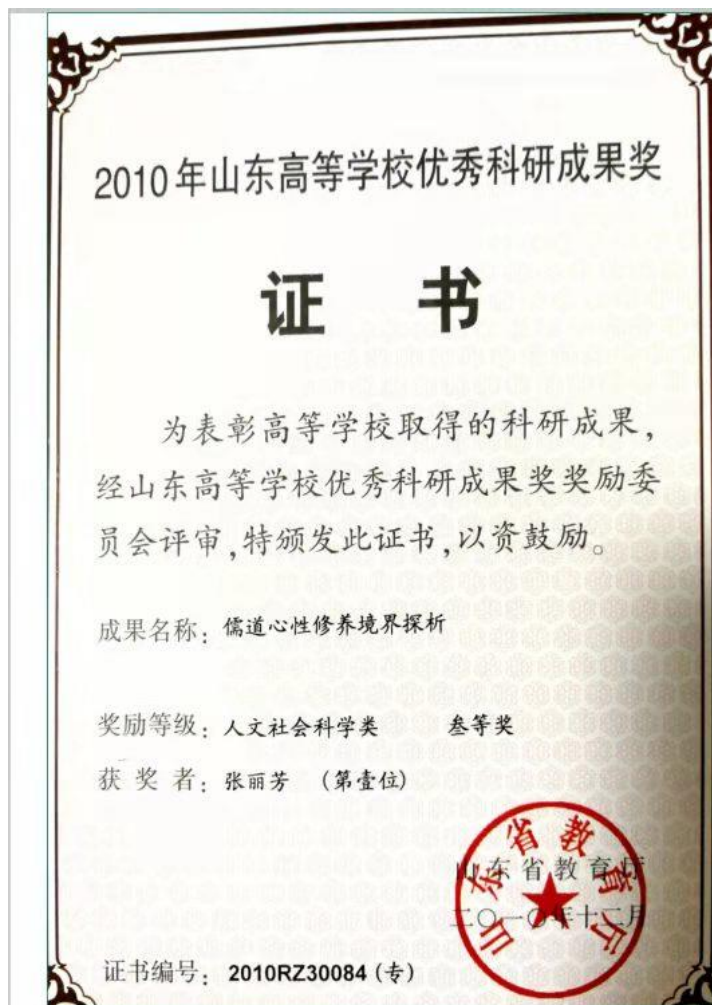 2010年山东高等学校优秀科研成果奖
证 书
为表彰高等学校取得的科研成果，
经山东高等学校优秀科研成果奖奖励委
员会评审，特颁发此证书，以资鼓励。
成果名称：儒道心性修养境界探析
奖励等级：人文社会科学类 叁等奖
获 奖 者：张丽芳 （第壹位）
山东省教育厅
山东省教育厅
二〇一〇年十二月
证书编号：2010RZ30084（专）